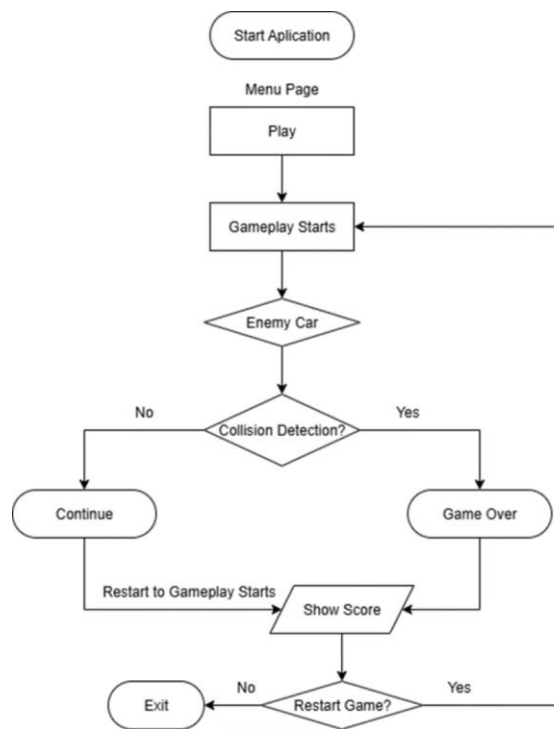 Start Aplication
Menu Page
Play
Gameplay Starts
Enemy Car
No
Collision Detection?
Yes
Continue
Game Over
Restart to Gameplay Starts
Show Score
No
Restart Game?
Yes
Exit